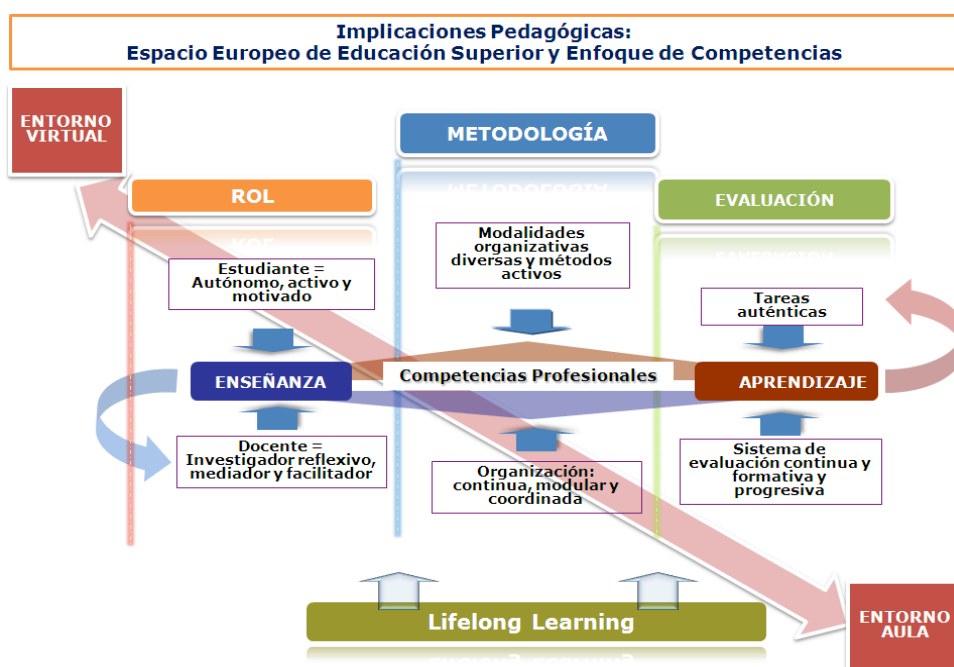 Implicaciones Pedagógicas:
Espacio Europeo de Educación Superior y Enfoque de Competencias
ENTORNO
VIRTUAL
METODOLOGÍA
ROL
EVALUACIÓN
Modalidades
organizativas
diversas y métodos
activos
Estudiante =
Autónomo, activo y
motivado
Tareas
auténticas
ENSEÑANZA
Competencias Profesionales
APRENDIZAJE
Docente =
Investigador reflexivo,
mediador y facilitador
Organización:
continua, modular y
coordinada
Sistema de
evaluación continua y
formativa y
progresiva
Lifelong Learning
ENTORNO
AULA